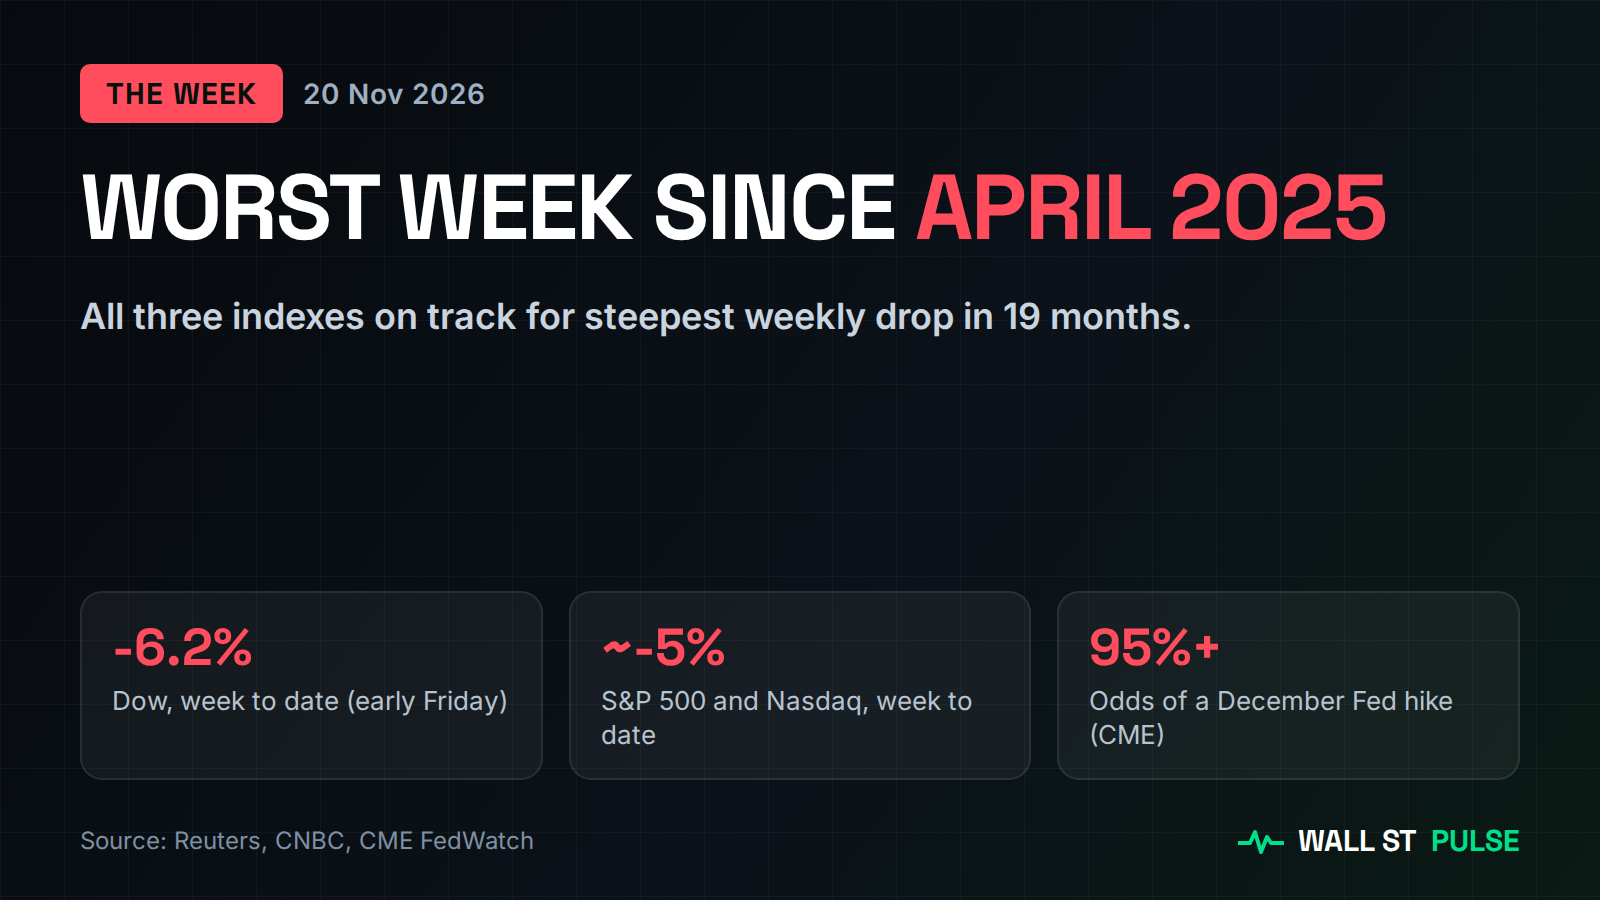 THE WEEK 20 Nov 2026
WORST WEEK SINCE APRIL 2025
All three indexes on track for steepest weekly drop in 19 months.
-6.2%
Dow, week to date (early Friday)
~-5%
S&P 500 and Nasdaq, week to
date
95%+
Odds of a December Fed hike
(CME)
Source: Reuters, CNBC, CME FedWatch
WALL ST PULSE